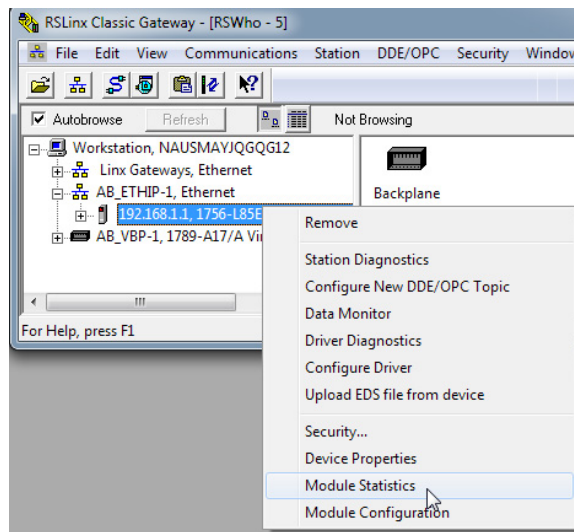 RSLinx Classic Gateway - [RSWho - 5]
File Edit View Communications Station DDE/OPC Security Window
Autobrowse Refresh Not Browsing
Workstation, NAUSMAYJQGQG12
Linx Gateways, Ethernet
AB_ETHIP-1, Ethernet
192.168.1.1, 1756-L85E
AB_VBP-1, 1789-A17/A Vi
Backplane
For Help, press F1
Remove
Station Diagnostics
Configure New DDE/OPC Topic
Data Monitor
Driver Diagnostics
Configure Driver
Upload EDS file from device
Security...
Device Properties
Module Statistics
Module Configuration